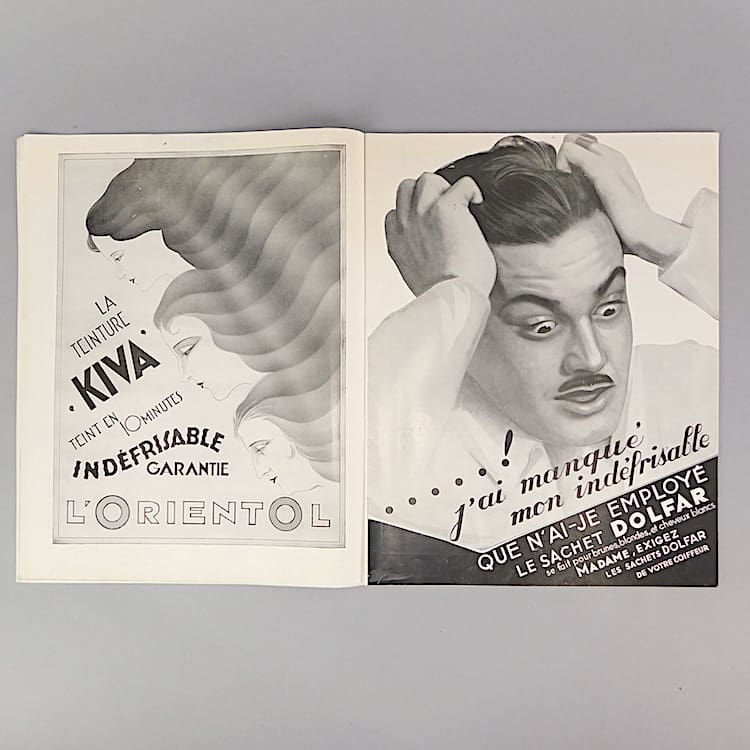 LA
TEINTURE
"KIVA"
TEINT EN 10 MINUTES
INDÉFRISABLE
GARANTIE
L'ORIENTOL
......!
j'ai manqué
mon indéfrisable
QUE N'AI-JE EMPLOYÉ
LE SACHET DOLFAR
se fait pour brunes, blondes, et cheveux blancs
MADAME, EXIGEZ
LES SACHETS DOLFAR
DE VOTRE COIFFEUR